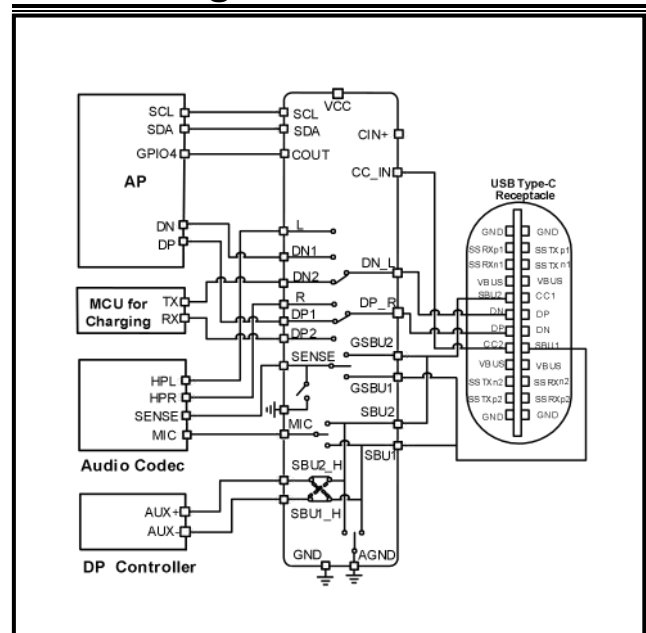 VCC
SCL
SCL
SDA
SDA
CIN+
GPIO4
COUT
AP
CC_IN
USB Type-C
Receptacle
GND
GND
SSRXp1
SSTXp1
SSRXn1
SSTXn1
VBUS
VBUS
SBU2
CC1
DN
DP
DP
DN
CC2
SBU1
VBUS
VBUS
SSTXn2
SSRXn2
SSTXp2
SSRXp2
GND
GND
DN
DP
L
DN1
DN2
DN_L
MCU for
Charging
TX
RX
R
DP1
DP_R
DP2
GSBU2
SENSE
GSBU1
HPL
HPR
SENSE
MIC
Audio Codec
MIC
SBU2
SBU1
SBU2_H
SBU1_H
AUX+
AUX-
DP Controller
GND
AGND